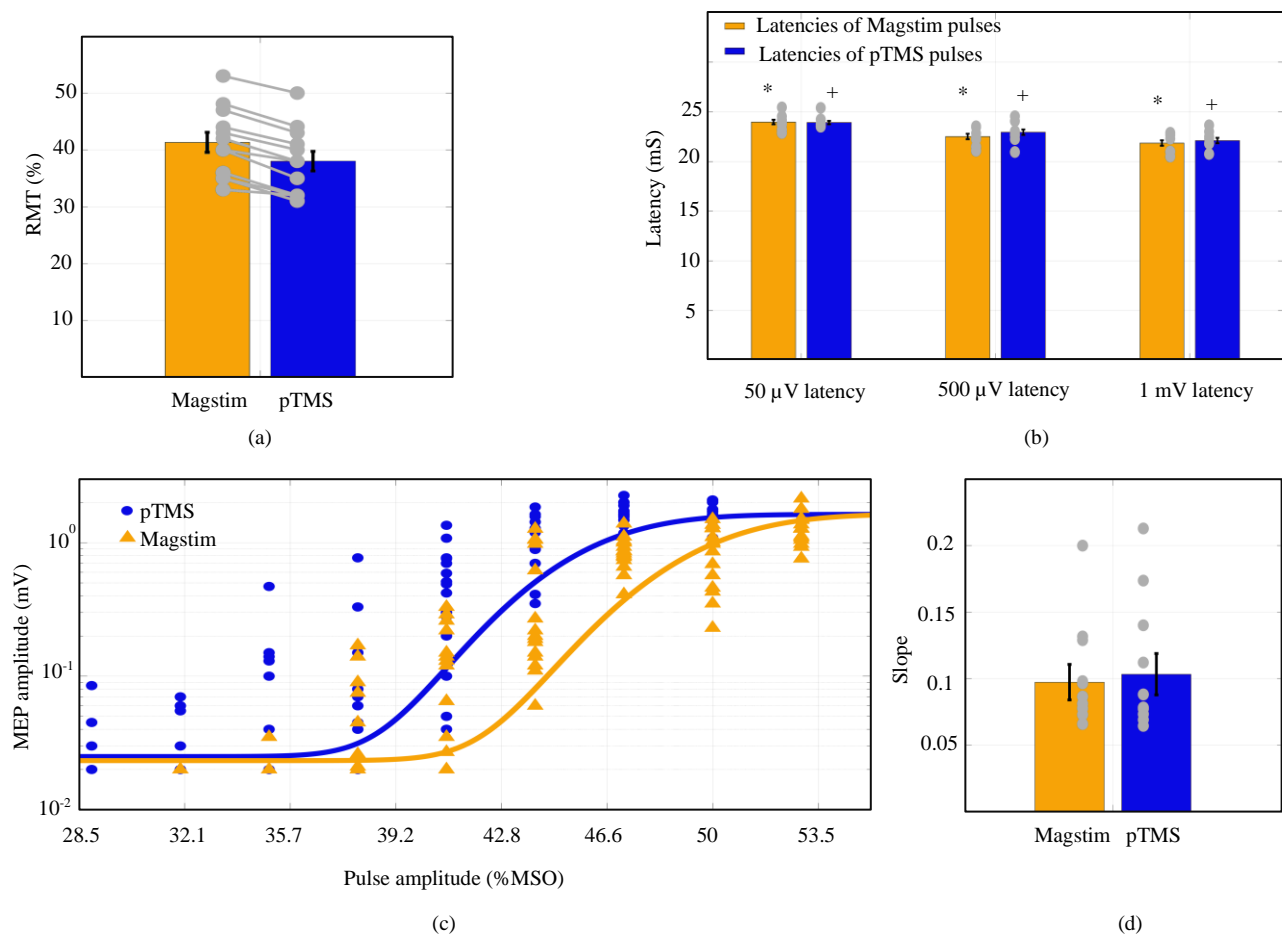 50
40
30
20
10
RMT (%)
Magstim pTMS
(a)
Latencies of Magstim pulses
Latencies of pTMS pulses
* + * + * +
25
20
25
10
5
Latency (mS)
50 µV latency 500 µV latency 1 mV latency
(b)
pTMS
Magstim
10^0
10^-1
10^-2
MEP amplitude (mV)
28.5 32.1 35.7 39.2 42.8 46.6 50 53.5
Pulse amplitude (%MSO)
(c)
0.2
0.15
0.1
0.05
Slope
Magstim pTMS
(d)